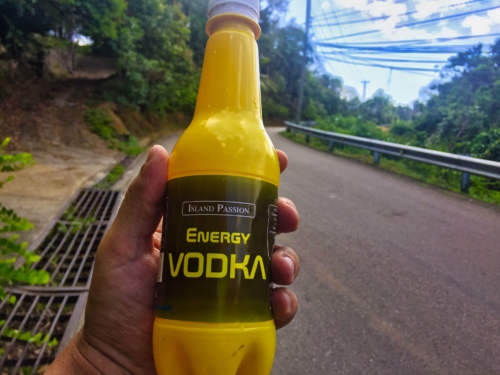 ISLAND PASSION
ENERGY
VODKA